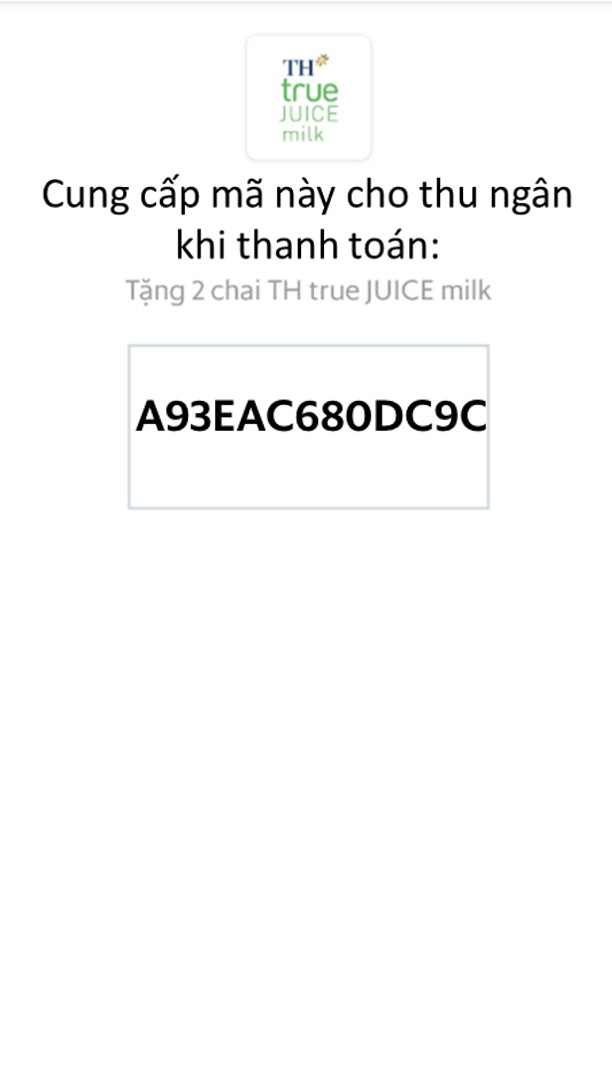 TH
true
JUICE
milk
Cung cấp mã này cho thu ngân
khi thanh toán:
Tặng 2 chai TH true JUICE milk
A93EAC680DC9C